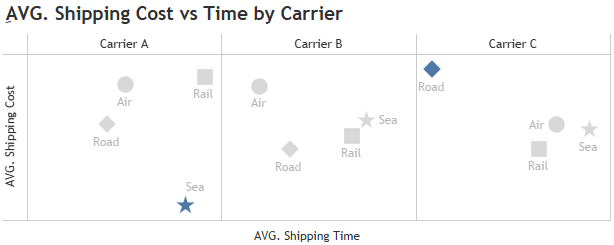 AVG. Shipping Cost vs Time by Carrier
Carrier A
Carrier B
Carrier C
AVG. Shipping Cost
Air
Rail
Road
Sea
Air
Sea
Rail
Road
Road
Air
Sea
Rail
AVG. Shipping Time